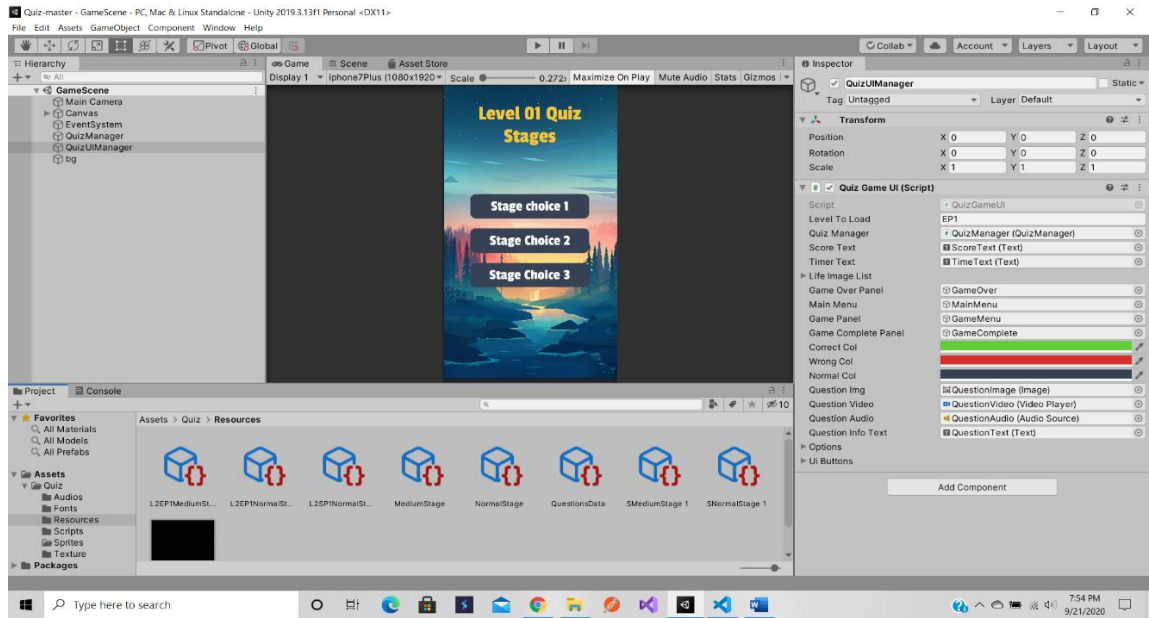 Quiz-master - GameScene - PC, Mac & Linux Standalone - Unity 2019.3.13f1 Personal <DX11>
File Edit Assets GameObject Component Window Help
Pivot Global Collab Account Layers Layout
Hierarchy
All
GameScene
Main Camera
Canvas
EventSystem
QuizManager
QuizUIManager
bg
Game Scene Asset Store
Display 1 iphone7Plus (1080x1920) Scale 0.272x Maximize On Play Mute Audio Stats Gizmos
Level 01 Quiz
Stages
Stage choice 1
Stage Choice 2
Stage Choice 3
Inspector
QuizUIManager Static
Tag Untagged Layer Default
Transform
Position X 0 Y 0 Z 0
Rotation X 0 Y 0 Z 0
Scale X 1 Y 1 Z 1
Quiz Game UI (Script)
Script QuizGameUI
Level To Load EP1
Quiz Manager QuizManager (QuizManager)
Score Text ScoreText (Text)
Timer Text TimeText (Text)
Life Image List
Game Over Panel GameOver
Main Menu MainMenu
Game Panel GameMenu
Game Complete Panel GameComplete
Correct Col
Wrong Col
Normal Col
Question Img QuestionImage (Image)
Question Video QuestionVideo (Video Player)
Question Audio QuestionAudio (Audio Source)
Question Info Text QuestionText (Text)
Options
Ui Buttons
Add Component
Project Console
10
Favorites
All Materials
All Models
All Prefabs
Assets
Quiz
Audios
Fonts
Resources
Scripts
Sprites
Texture
Packages
Assets > Quiz > Resources
L2EP1MediumSt... L2EP1NormalSt... L2SP1NormalSt... MediumStage NormalStage QuestionsData SMediumStage 1 SNormalStage 1
Type here to search
7:54 PM
9/21/2020